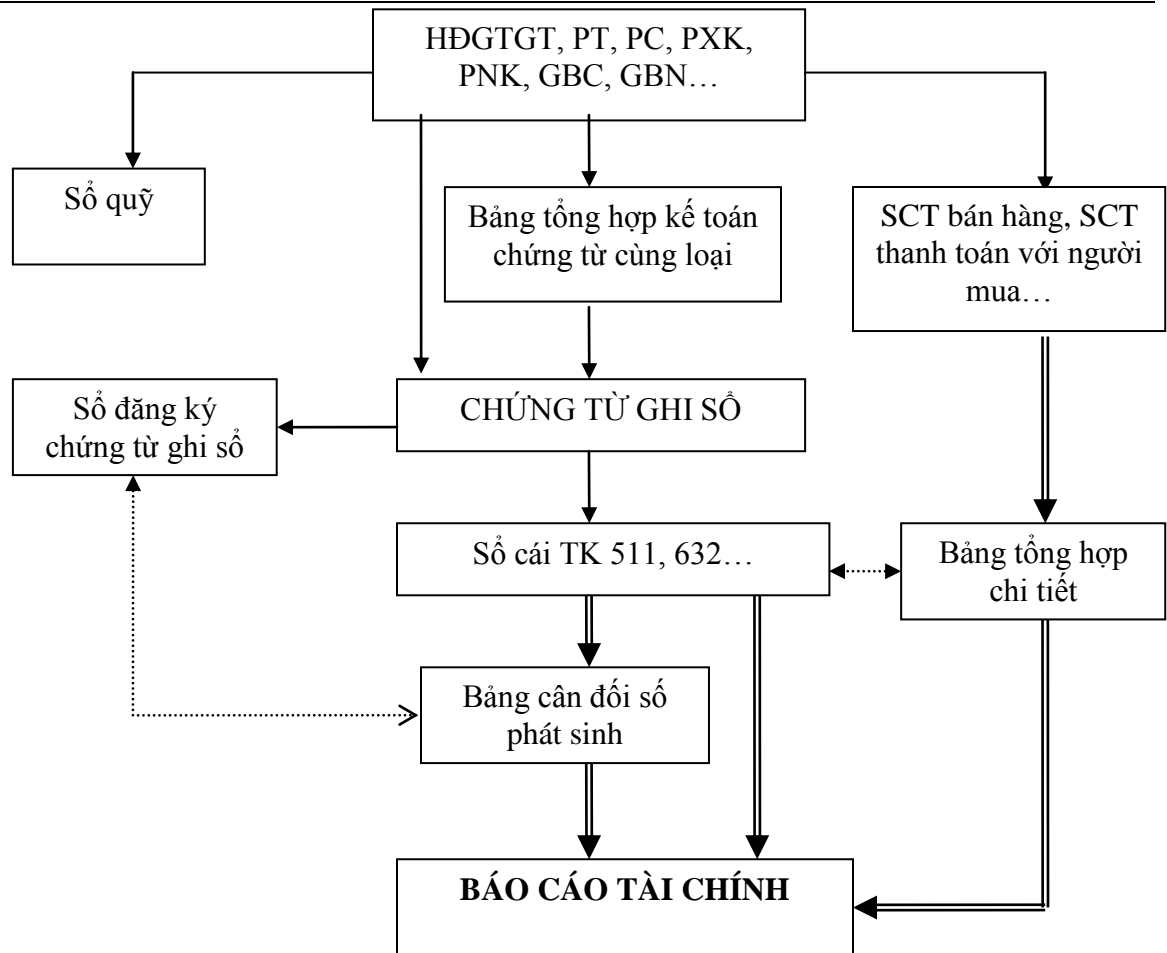 HĐGTGT, PT, PC, PXK,
PNK, GBC, GBN…
Sổ quỹ
Bảng tổng hợp kế toán
chứng từ cùng loại
SCT bán hàng, SCT
thanh toán với người
mua…
Sổ đăng ký
chứng từ ghi sổ
CHỨNG TỪ GHI SỔ
Sổ cái TK 511, 632…
Bảng tổng hợp
chi tiết
Bảng cân đối số
phát sinh
BÁO CÁO TÀI CHÍNH